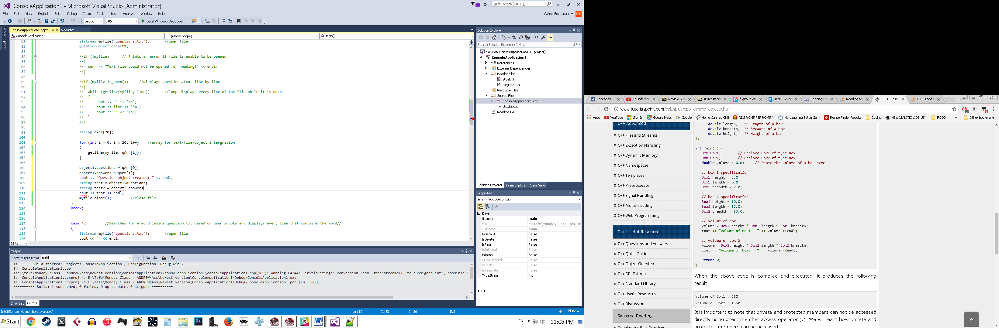 ConsoleApplication1 - Microsoft Visual Studio (Administrator)
3
Quick Launch (Ctrl+Q)
File Edit View Project Build Debug Team Tools Test Analyze Window Help
Callum Buchanan CB
Debug x86 Local Windows Debugger
Server Explorer
ConsoleApplication1.cpp* algorithm
ConsoleApplication1 (Global Scope) main()
81 ifstream myfile("questions.txt"); //open file
82 QuestionObject object1;
83
84 //if (!myfile) // Prints an error if file is unable to be opened
85 //{
86 // cerr << "Text file could not be opened for reading!" << endl;
87 //}
88
89 //if (myfile.is_open()) //displays questions.text line by line
90 //{
91 // while (getline(myfile, line)) //loop displays every line of the file while it is open
92 // {
93 // cout << "" << '\n';
94 // cout << line << '\n';
95 // cout << "" << '\n';
96 // }
97 //}
98
99 string qArr[20];
100
101 for (int i = 0; i < 20; i++) //array for text-file-object intergration
102 {
103 getline(myfile, qArr[i]);
104 }
105
106 object1.questions = qArr[0];
107 object1.answers = qArr[1];
108 cout << "Question object created: " << endl;
109 string test = object1.questions;
110 string test2 = object2.answers
111 cout << test << endl;
112 myfile.close(); //close file
113 }
114 break;
115
116
117 case '2': //Searches for a word inside question.txt based on user inputs and displays every line that contains the word//
118 {
119 ifstream myfile("questions.txt"); //open file
120 cout << "" << endl;
98 %
Output
Show output from: Build
1>------ Build started: Project: ConsoleApplication1, Configuration: Debug Win32 ------
1> ConsoleApplication1.cpp
1>e:\tafe\monday class - andrew\ass\newest version\consoleapplication1\consoleapplication1\consoleapplication1.cpp(189): warning C4244: 'initializing': conversion from 'std::streamoff' to 'unsigned int', possible l
1> ConsoleApplication1.vcxproj -> E:\Tafe\Monday Class - ANDREW\Ass\Newest version\ConsoleApplication1\Debug\ConsoleApplication1.exe
1> ConsoleApplication1.vcxproj -> E:\Tafe\Monday Class - ANDREW\Ass\Newest version\ConsoleApplication1\Debug\ConsoleApplication1.pdb (Full PDB)
========== Build: 1 succeeded, 0 failed, 0 up-to-date, 0 skipped ==========
Error List Output
IntelliSense: 'No members available' Ln 110 Col 51 Ch 36 INS Publish
Solution Explorer
Search Solution Explorer (Ctrl+;)
Solution 'ConsoleApplication1' (1 project)
ConsoleApplication1
References
External Dependencies
Header Files
stdafx.h
targetver.h
Resource Files
Source Files
ConsoleApplication1.cpp
stdafx.cpp
ReadMe.txt
Solution Explorer Team Explorer Class View
Properties
main VCCodeFunction
C++
(Name) main
File e:\Tafe\Monday Class - ANDREW
FullName main
IsDefault False
IsDelete False
IsFinal False
IsInjected False
IsInline False
IsOverloaded False
IsSealed False
IsTemplate False
TypeString int
C++
Start
EN 11:08 PM
Facebook Thundercat Review Sub Assessment * github on Mail - Wynt Reading Lin Reading te C++ Classe C++ read t
www.tutorialspoint.com/cplusplus/cpp_classes_objects.htm
Apps YouTube Sign In Google Maps Google Home Canned Chili NDS ROMS PSP ROMS P No-Laughing Batsu Gam Recipe Finder Results Coding HEWILLNOTDIVIDE.US FOOD » Other bookmarks
C++ Advanced
C++ Files and Streams
C++ Exception Handling
C++ Dynamic Memory
C++ Namespaces
C++ Templates
C++ Preprocessor
C++ Signal Handling
C++ Multithreading
C++ Web Programming
C++ Useful Resources
C++ Questions and Answers
C++ Quick Guide
C++ Object Oriented
C++ STL Tutorial
C++ Standard Library
C++ Useful Resources
C++ Discussion
Selected Reading
Developer's Best Practices
double length; // Length of a box
double breadth; // Breadth of a box
double height; // Height of a box
};
int main( ) {
Box Box1; // Declare Box1 of type Box
Box Box2; // Declare Box2 of type Box
double volume = 0.0; // Store the volume of a box here
// box 1 specification
Box1.height = 5.0;
Box1.length = 6.0;
Box1.breadth = 7.0;
// box 2 specification
Box2.height = 10.0;
Box2.length = 12.0;
Box2.breadth = 13.0;
// volume of box 1
volume = Box1.height * Box1.length * Box1.breadth;
cout << "Volume of Box1 : " << volume <<endl;
// volume of box 2
volume = Box2.height * Box2.length * Box2.breadth;
cout << "Volume of Box2 : " << volume <<endl;
return 0;
}
When the above code is compiled and executed, it produces the following
result:
Volume of Box1 : 210
Volume of Box2 : 1560
It is important to note that private and protected members can not be accessed
directly using direct member access operator (.). We will learn how private and
protected members can be accessed.